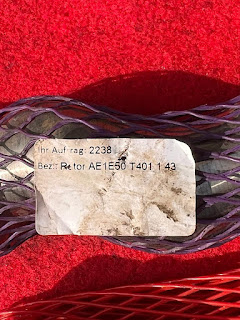 Ihr Auftrag: 2238
Bez.: Rotor AE1E50 T401 1 43